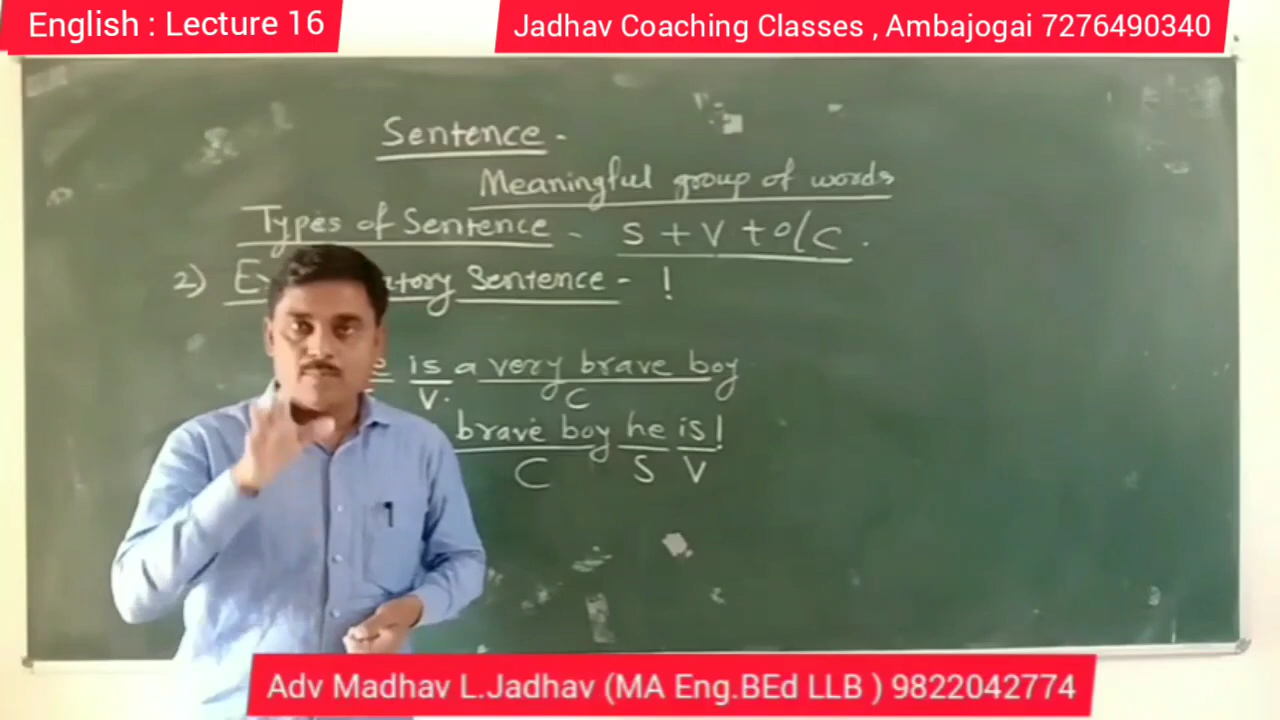 English : Lecture 16
Jadhav Coaching Classes , Ambajogai 7276490340
Sentence -
Meaningful group of words
Types of Sentence - S + V + O/C .
2) Ex atory Sentence - !
e is a very brave boy
V. C
brave boy he is!
C S V
Adv Madhav L.Jadhav (MA Eng.BEd LLB ) 9822042774